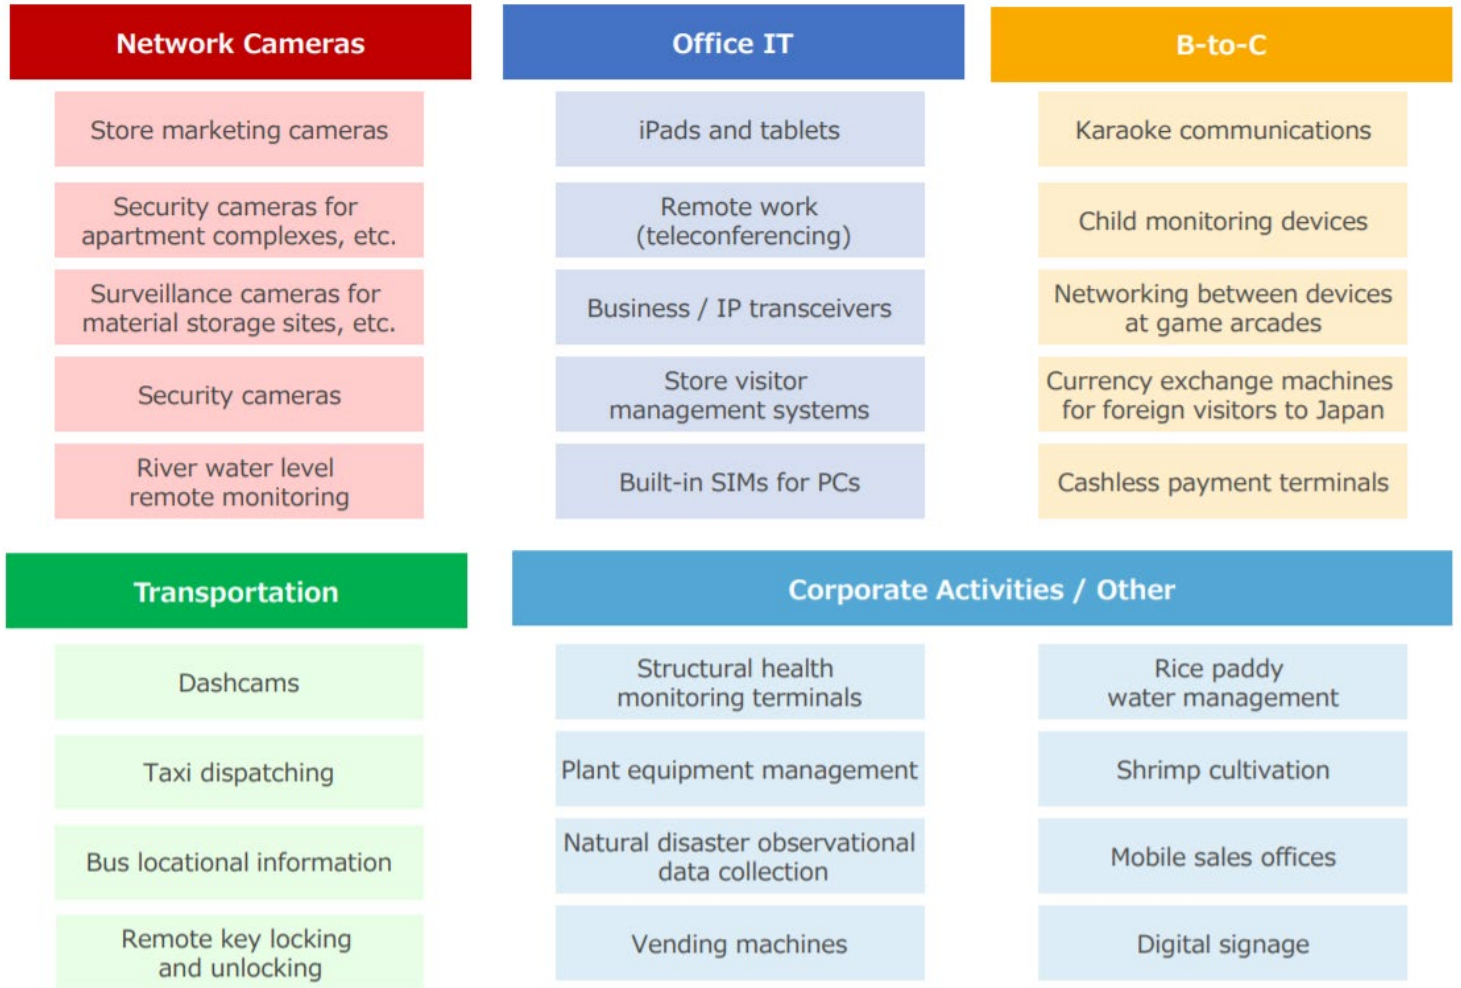 Network Cameras
Store marketing cameras
Security cameras for
apartment complexes, etc.
Surveillance cameras for
material storage sites, etc.
Security cameras
River water level
remote monitoring
Office IT
iPads and tablets
Remote work
(teleconferencing)
Business / IP transceivers
Store visitor
management systems
Built-in SIMs for PCs
B-to-C
Karaoke communications
Child monitoring devices
Networking between devices
at game arcades
Currency exchange machines
for foreign visitors to Japan
Cashless payment terminals
Transportation
Dashcams
Taxi dispatching
Bus locational information
Remote key locking
and unlocking
Corporate Activities / Other
Structural health
monitoring terminals
Plant equipment management
Natural disaster observational
data collection
Vending machines
Rice paddy
water management
Shrimp cultivation
Mobile sales offices
Digital signage